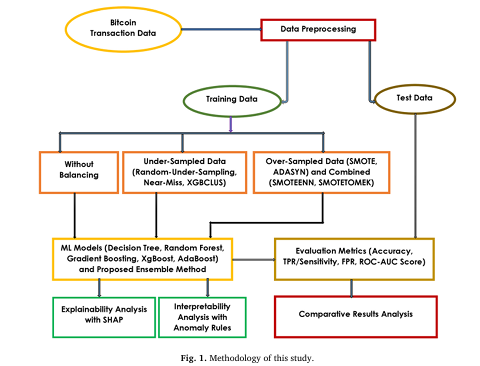 Bitcoin
Transaction Data
Data Preprocessing
Training Data
Test Data
Without
Balancing
Under-Sampled Data
(Random-Under-Sampling,
Near-Miss, XGBCLUS)
Over-Sampled Data (SMOTE,
ADASYN) and Combined
(SMOTEENN, SMOTETOMEK)
ML Models (Decision Tree, Random Forest,
Gradient Boosting, XgBoost, AdaBoost)
and Proposed Ensemble Method
Evaluation Metrics (Accuracy,
TPR/Sensitivity, FPR, ROC-AUC Score)
Explainability Analysis
with SHAP
Interpretability
Analysis with
Anomaly Rules
Comparative Results Analysis
Fig. 1. Methodology of this study.